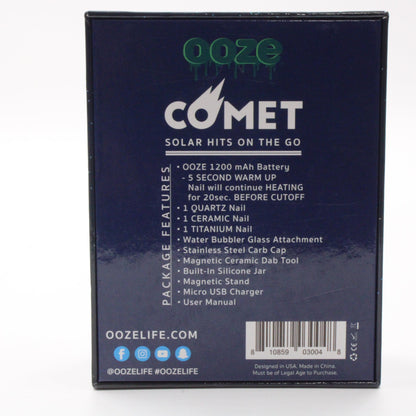 ooze
COMET
SOLAR HITS ON THE GO
PACKAGE FEATURES
• OOZE 1200 mAh Battery
- 5 SECOND WARM UP
Nail will continue HEATING
for 20sec. BEFORE CUTOFF
• 1 QUARTZ Nail
• 1 CERAMIC Nail
• 1 TITANIUM Nail
• Water Bubbler Glass Attachment
• Stainless Steel Carb Cap
• Magnetic Ceramic Dab Tool
• Built-In Silicone Jar
• Magnetic Stand
• Micro USB Charger
• User Manual
OOZELIFE.COM
@OOZELIFE #OOZELIFE
8 10859 03004 8
Designed in USA. Made in China.
Must be of Legal Age to Purchase.